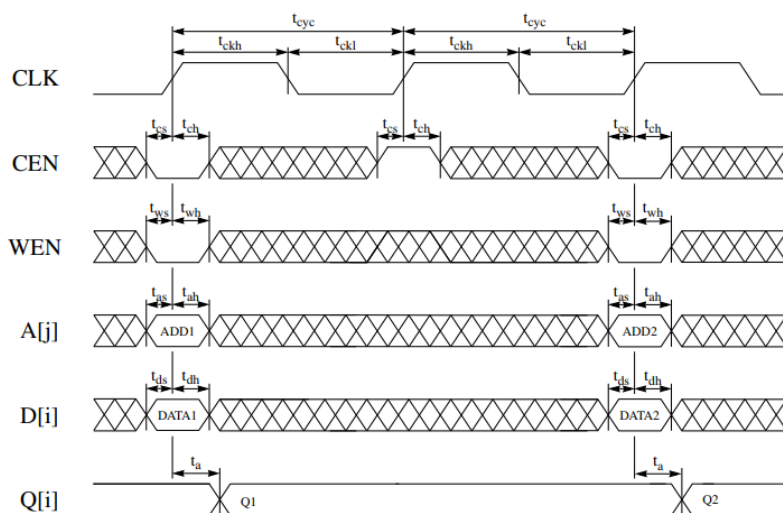 tcyc tcyc
tckh tckl tckh tckl
CLK
tcs tch tcs tch tcs tch
CEN
tws twh tws twh
WEN
tas tah tas tah
A[j] ADD1 ADD2
tds tdh tds tdh
D[i] DATA1 DATA2
ta ta
Q[i] Q1 Q2